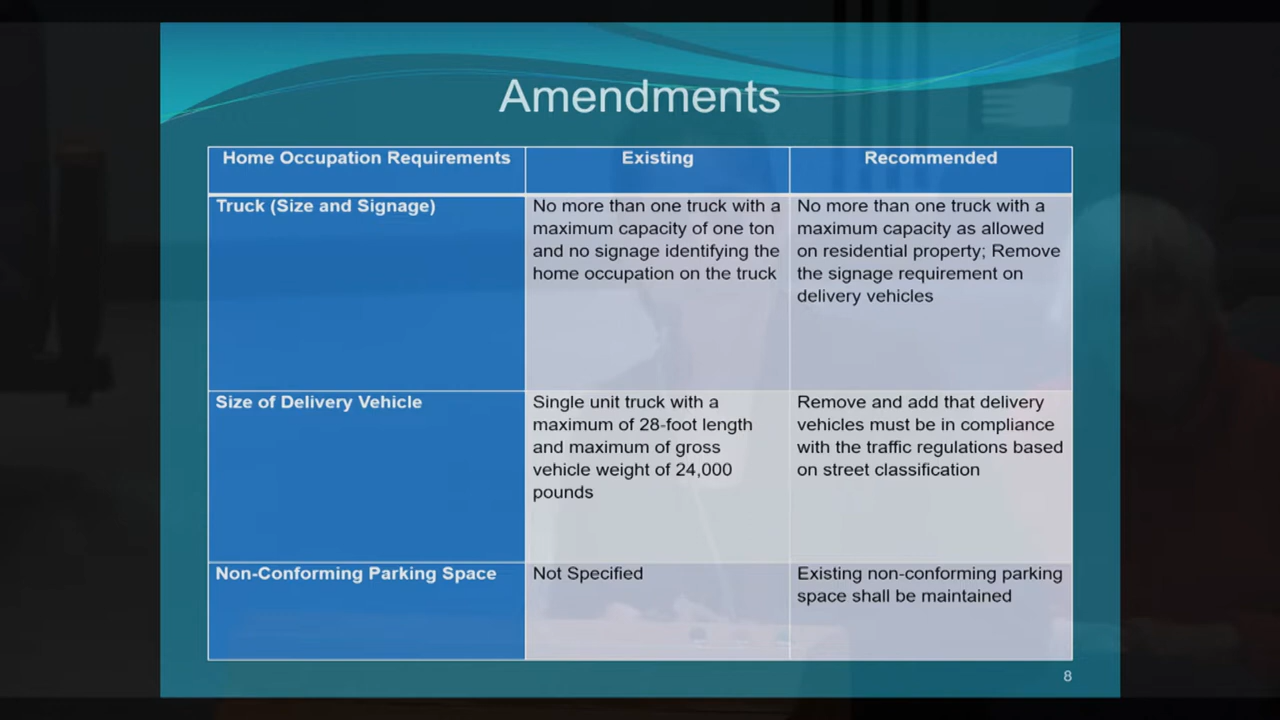 Amendments
Home Occupation Requirements
Existing
Recommended
Truck (Size and Signage)
No more than one truck with a
maximum capacity of one ton
and no signage identifying the
home occupation on the truck
No more than one truck with a
maximum capacity as allowed
on residential property; Remove
the signage requirement on
delivery vehicles
Size of Delivery Vehicle
Single unit truck with a
maximum of 28-foot length
and maximum of gross
vehicle weight of 24,000
pounds
Remove and add that delivery
vehicles must be in compliance
with the traffic regulations based
on street classification
Non-Conforming Parking Space
Not Specified
Existing non-conforming parking
space shall be maintained
8